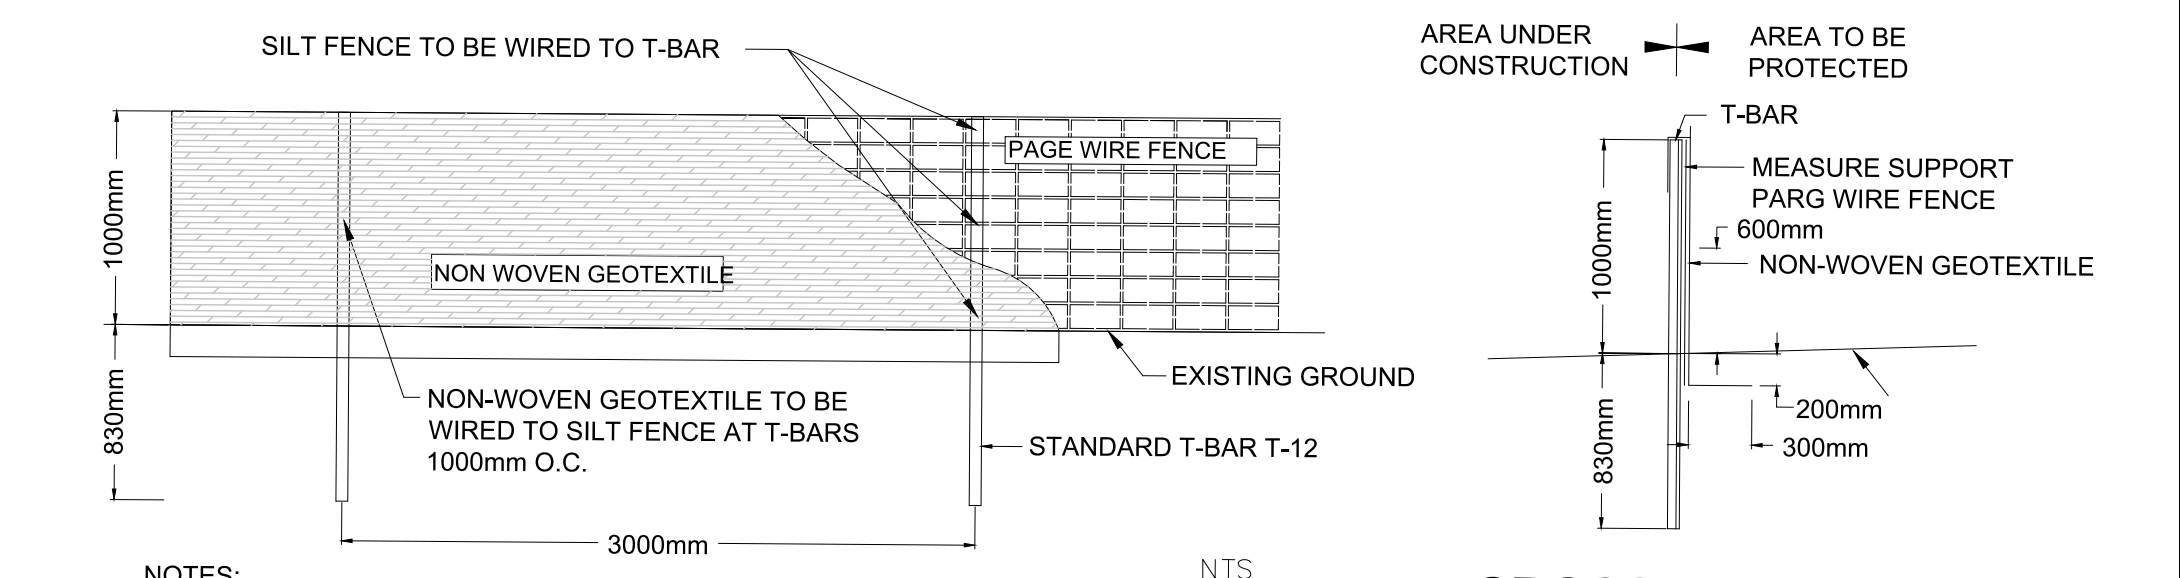 SILT FENCE TO BE WIRED TO T-BAR
PAGE WIRE FENCE
NON WOVEN GEOTEXTILE
1000mm
830mm
NON-WOVEN GEOTEXTILE TO BE
WIRED TO SILT FENCE AT T-BARS
1000mm O.C.
EXISTING GROUND
STANDARD T-BAR T-12
3000mm
NOTES:
NTS
AREA UNDER
CONSTRUCTION
AREA TO BE
PROTECTED
T-BAR
MEASURE SUPPORT
PARG WIRE FENCE
600mm
NON-WOVEN GEOTEXTILE
1000mm
830mm
200mm
300mm